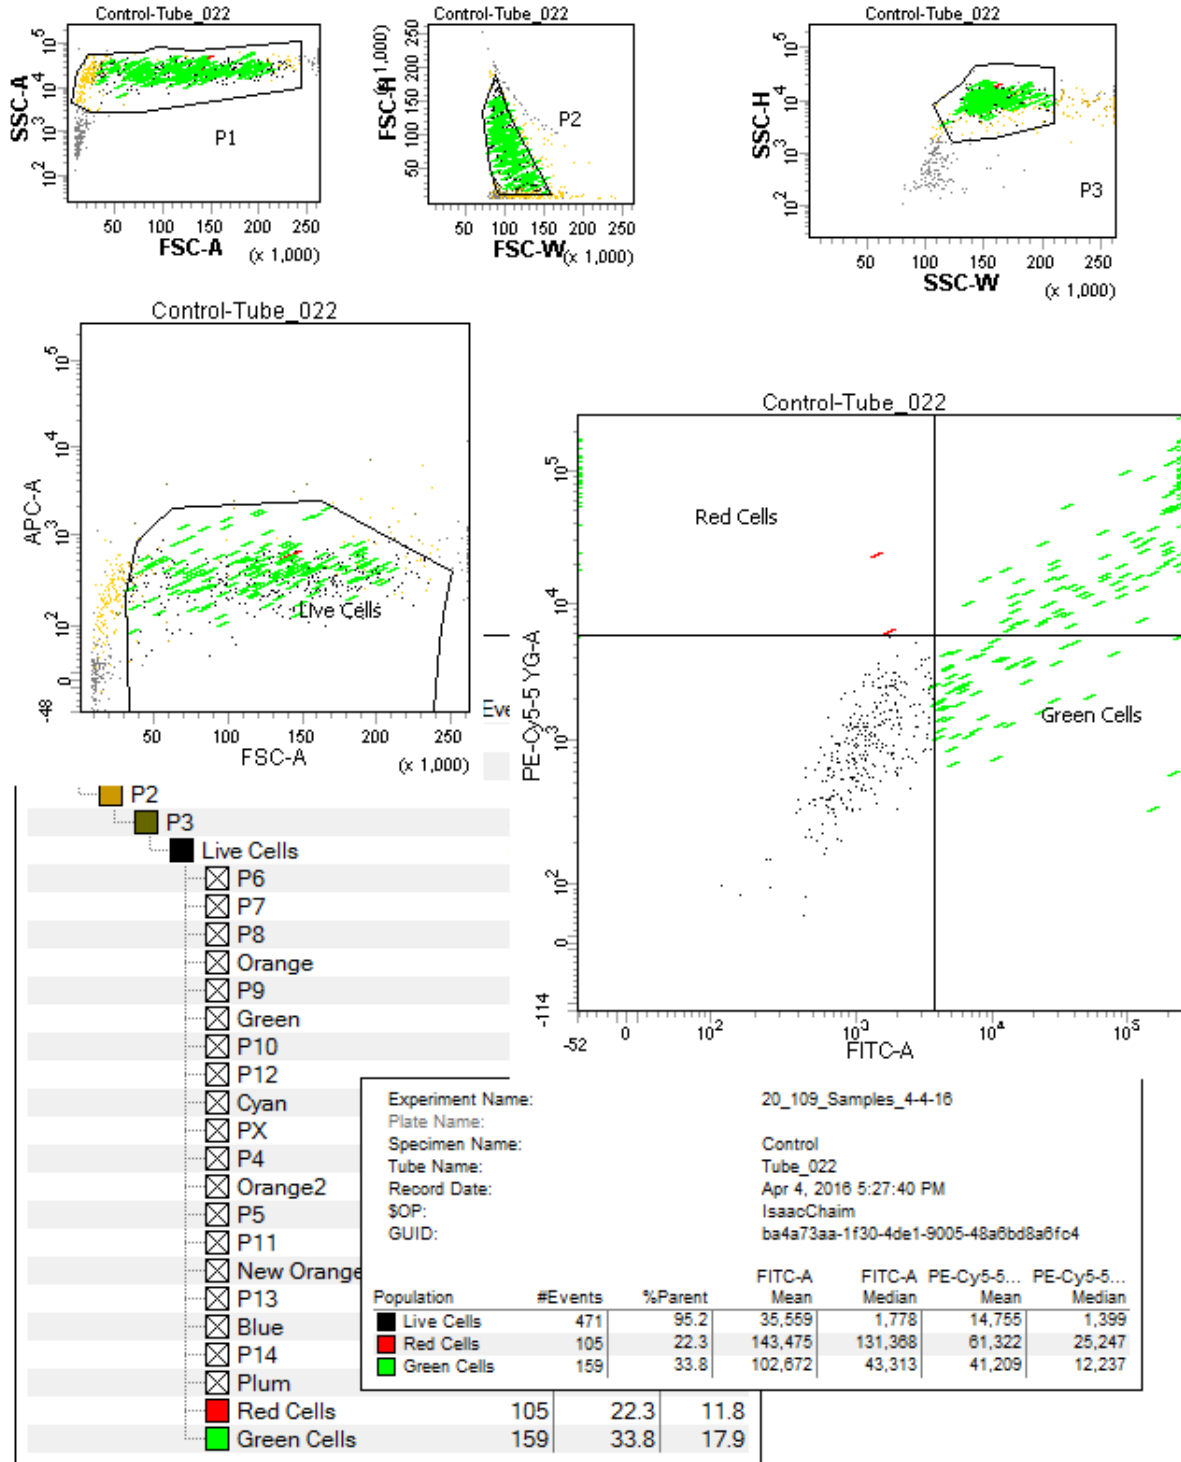 Control-Tube_022
SSC-A
10^5
10^4
10^3
10^2
P1
50 100 150 200 250
FSC-A (x 1,000)
Control-Tube_022
FSC-H
(x 1,000)
250
200
150
100
50
P2
50 100 150 200 250
FSC-W (x 1,000)
Control-Tube_022
SSC-H
10^5
10^4
10^3
10^2
P3
50 100 150 200 250
SSC-W (x 1,000)
Control-Tube_022
APC-A
10^5
10^4
10^3
10^2
0
-48
Live Cells
50 100 150 200 250
FSC-A (x 1,000)
Control-Tube_022
PE-Cy5-5 YG-A
10^5
10^4
10^3
10^2
0
-114
Red Cells
Green Cells
-52 0 10^2 10^3 10^4 10^5
FITC-A
Eve
P2
P3
Live Cells
P6
P7
P8
Orange
P9
Green
P10
P12
Cyan
PX
P4
Orange2
P5
P11
New Orange
P13
Blue
P14
Plum
Red Cells 105 22.3 11.8
Green Cells 159 33.8 17.9
Experiment Name: 20_109_Samples_4-4-16
Plate Name:
Specimen Name: Control
Tube Name: Tube_022
Record Date: Apr 4, 2016 5:27:40 PM
$OP: IsaacChaim
GUID: ba4a73aa-1f30-4de1-9005-48a6bd8a6fc4
FITC-A FITC-A PE-Cy5-5... PE-Cy5-5...
Population #Events %Parent Mean Median Mean Median
Live Cells 471 95.2 35,559 1,778 14,755 1,399
Red Cells 105 22.3 143,475 131,368 61,322 25,247
Green Cells 159 33.8 102,672 43,313 41,209 12,237